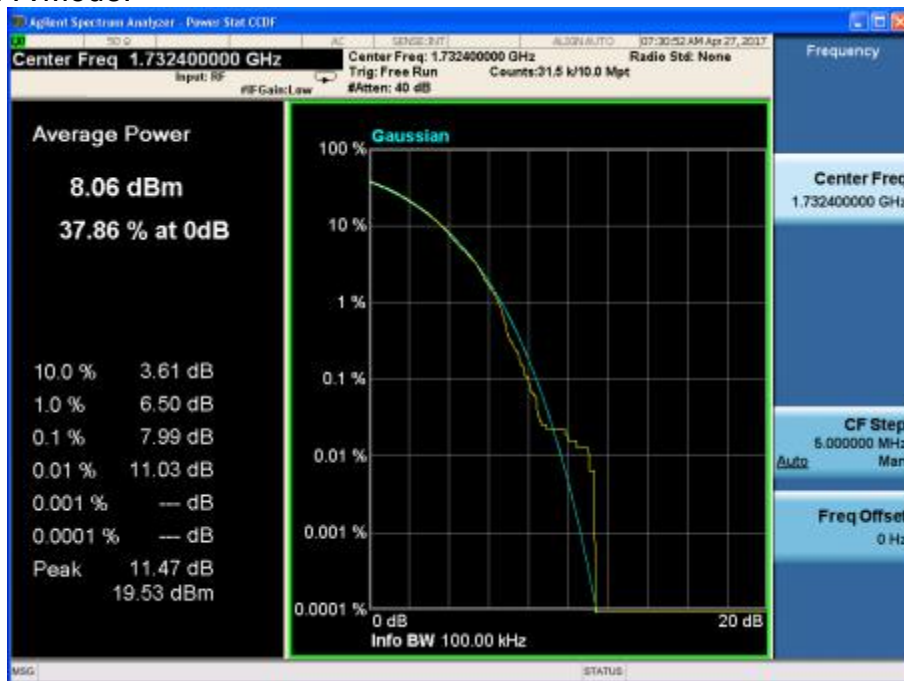 Agilent Spectrum Analyzer - Power Stat CCDF
50 Ω AC SENSE:INT ALIGN AUTO 07:30:52 AM Apr 27, 2017
Center Freq 1.732400000 GHz
Center Freq: 1.732400000 GHz Radio Std: None
Input: RF Trig: Free Run Counts:31.5 k/10.0 Mpt
#IFGain:Low #Atten: 40 dB
Frequency
Average Power
8.06 dBm
37.86 % at 0dB
10.0 % 3.61 dB
1.0 % 6.50 dB
0.1 % 7.99 dB
0.01 % 11.03 dB
0.001 % --- dB
0.0001 % --- dB
Peak 11.47 dB
19.53 dBm
Gaussian
100 %
10 %
1 %
0.1 %
0.01 %
0.001 %
0.0001 %
0 dB 20 dB
Info BW 100.00 kHz
Center Freq
1.732400000 GHz
CF Step
5.000000 MHz
Auto Man
Freq Offset
0 Hz
MSG STATUS